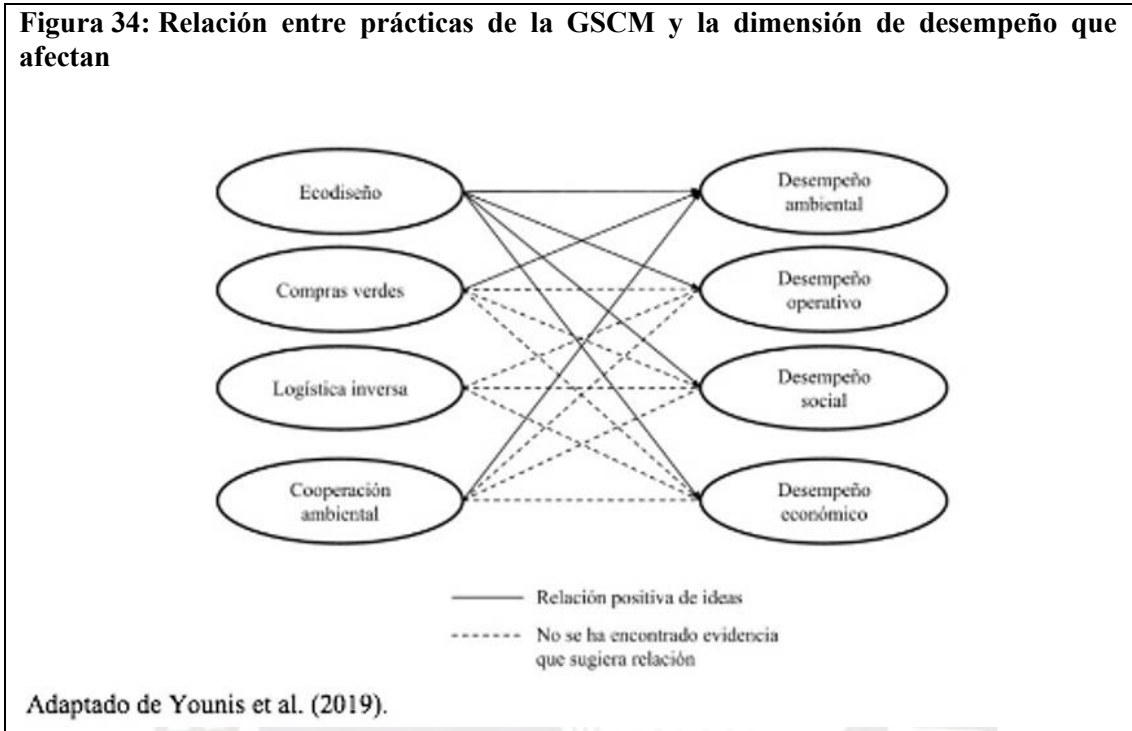 Figura 34: Relación entre prácticas de la GSCM y la dimensión de desempeño que
afectan
Ecodiseño
Desempeño
ambiental
Compras verdes
Desempeño
operativo
Logística inversa
Desempeño
social
Cooperación
ambiental
Desempeño
económico
Relación positiva de ideas
No se ha encontrado evidencia
que sugiera relación
Adaptado de Younis et al. (2019).